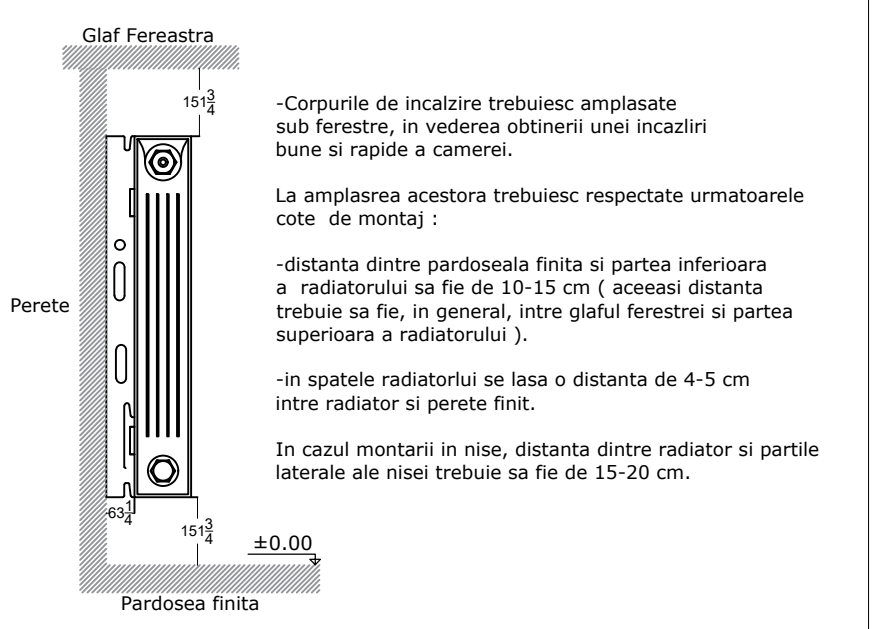 Glaf Fereastra
151 3/4
-Corpurile de incalzire trebuiesc amplasate
sub ferestre, in vederea obtinerii unei incazliri
bune si rapide a camerei.
La amplasrea acestora trebuiesc respectate urmatoarele
cote de montaj :
-distanta dintre pardoseala finita si partea inferioara
a radiatorului sa fie de 10-15 cm ( aceeasi distanta
trebuie sa fie, in general, intre glaful ferestrei si partea
superioara a radiatorului ).
Perete
-in spatele radiatorlui se lasa o distanta de 4-5 cm
intre radiator si perete finit.
In cazul montarii in nise, distanta dintre radiator si partile
laterale ale nisei trebuie sa fie de 15-20 cm.
63 1/4
151 3/4
±0.00
Pardosea finita